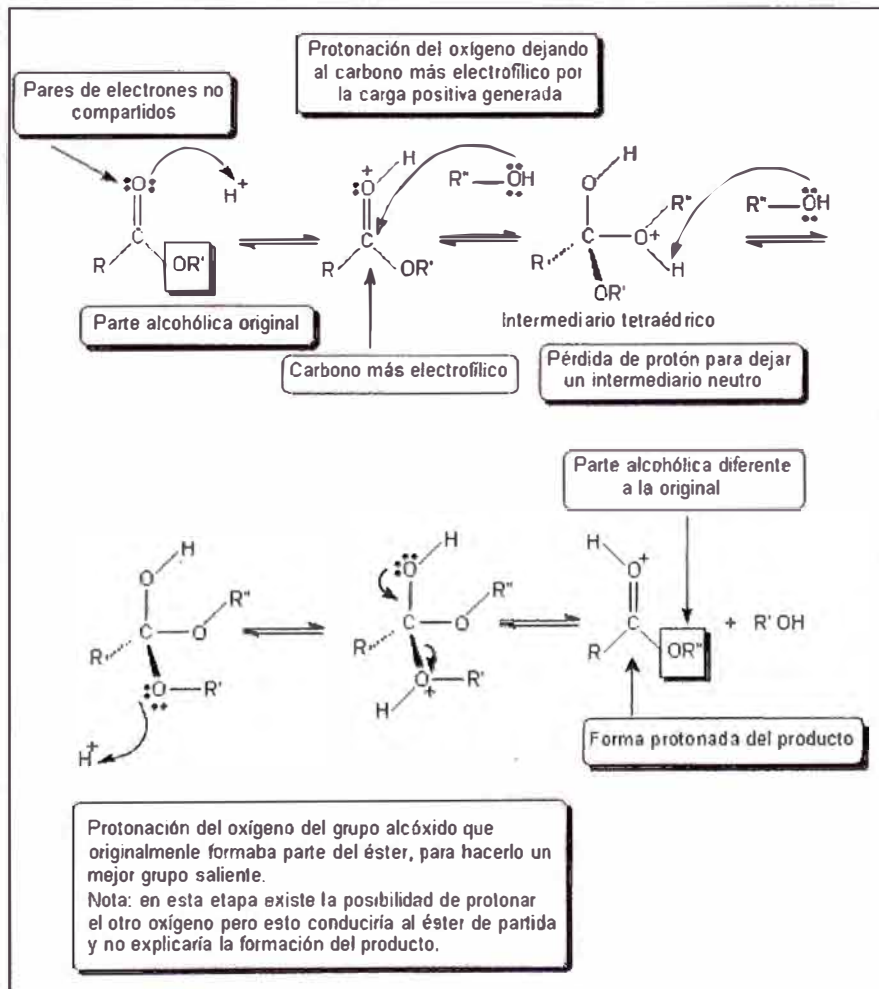 Protonación del oxígeno dejando
al carbono más electrofílico por
la carga positiva generada
Pares de electrones no
compartidos
O
H+
C
R
OR'
Parte alcohólica original
H
O+
R"—OH
C
R
OR'
Carbono más electrofílico
H
O
R"
C
O+
R
H
OR'
Intermediario tetraédrico
R"—OH
Pérdida de protón para dejar
un intermediario neutro
Parte alcohólica diferente
a la original
H
O
R"
C
O
R
O—R'
H+
H
O
R"
C
O
R
O+
R'
H
H
O+
C
R
OR"
+ R'OH
Forma protonada del producto
Protonación del oxígeno del grupo alcóxido que
originalmenle formaba parte del éster, para hacerlo un
mejor grupo saliente.
Nota: en esta etapa existe la posibilidad de protonar
el otro oxígeno pero esto conduciría al éster de partida
y no explicaría la formación del producto.